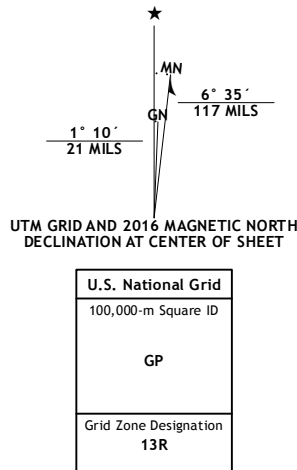 MN
6° 35´
117 MILS
GN
1° 10´
21 MILS
UTM GRID AND 2016 MAGNETIC NORTH
DECLINATION AT CENTER OF SHEET
U.S. National Grid
100,000-m Square ID
GP
Grid Zone Designation
13R